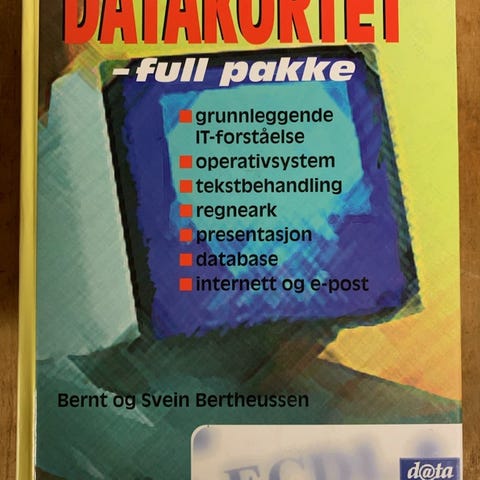 DATAKORTET
– full pakke
grunnleggende
IT-forståelse
operativsystem
tekstbehandling
regneark
presentasjon
database
internett og e-post
Bernt og Svein Bertheussen
ECDL
d@ta